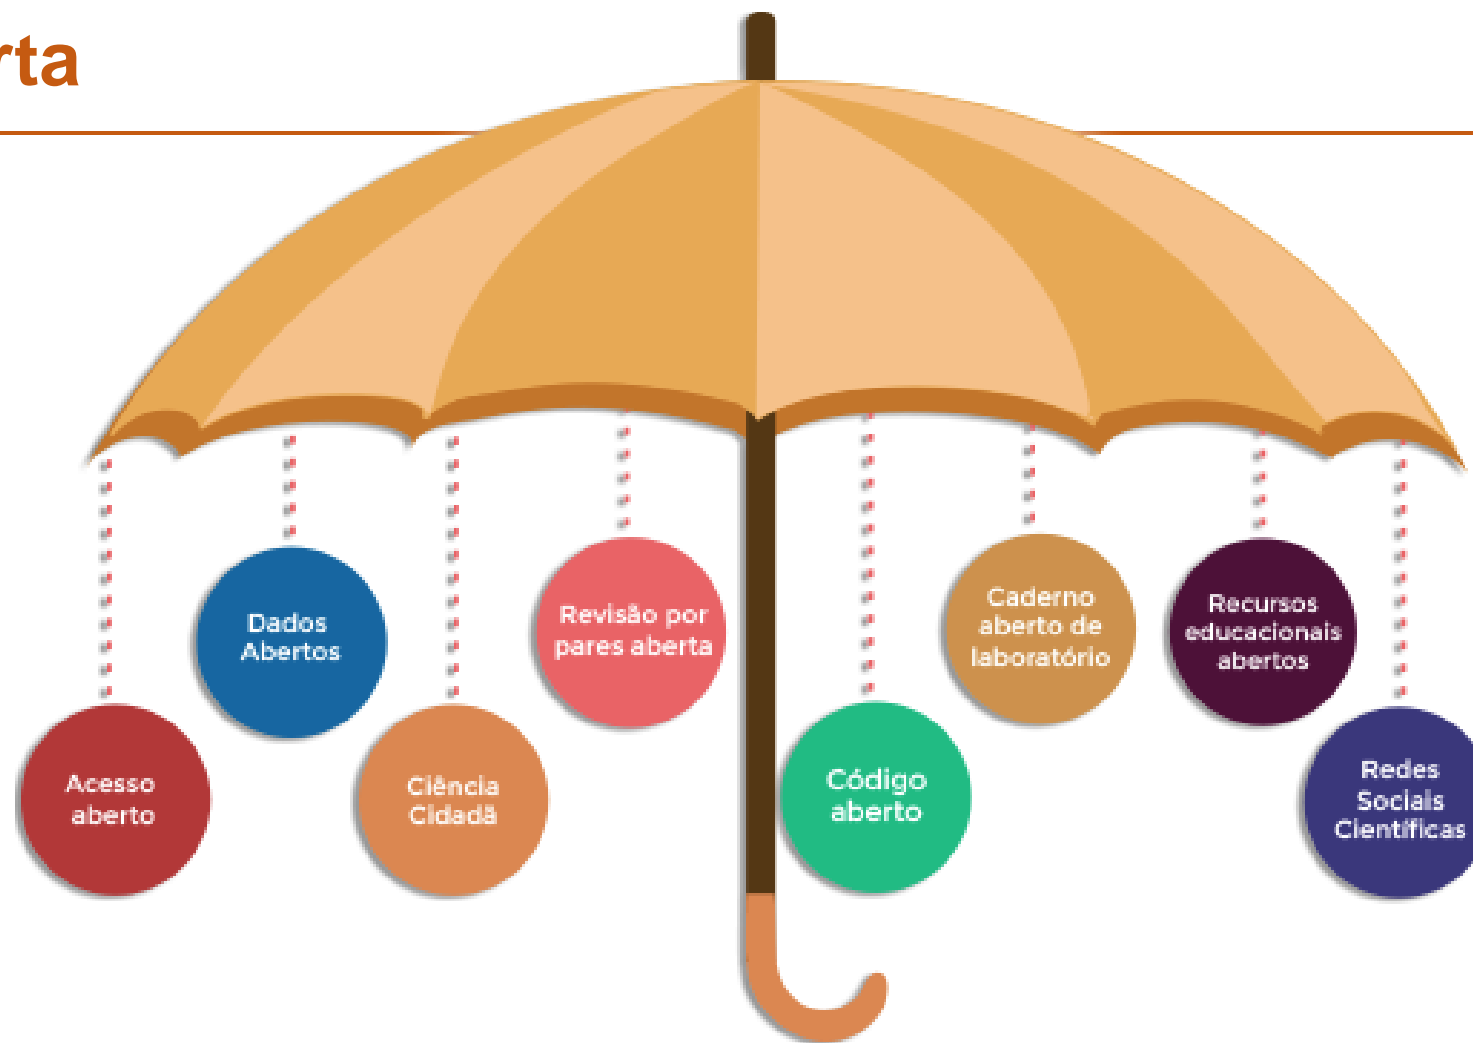 rta
Dados
Abertos
Revisão por
pares aberta
Caderno
aberto de
laboratório
Recursos
educacionais
abertos
Acesso
aberto
Ciência
Cidadã
Código
aberto
Redes
Sociais
Científicas